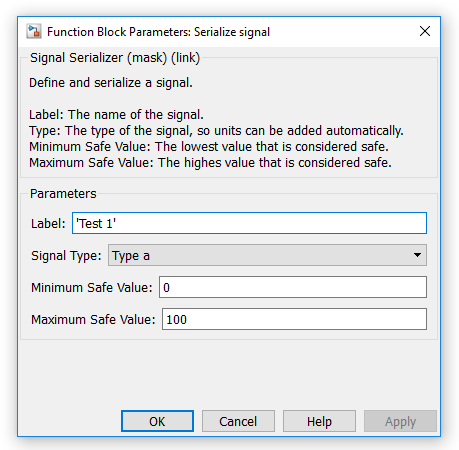 Function Block Parameters: Serialize signal
Signal Serializer (mask) (link)
Define and serialize a signal.
Label: The name of the signal.
Type: The type of the signal, so units can be added automatically.
Minimum Safe Value: The lowest value that is considered safe.
Maximum Safe Value: The highes value that is considered safe.
Parameters
Label: 'Test 1'
Signal Type: Type a
Minimum Safe Value: 0
Maximum Safe Value: 100
OK Cancel Help Apply